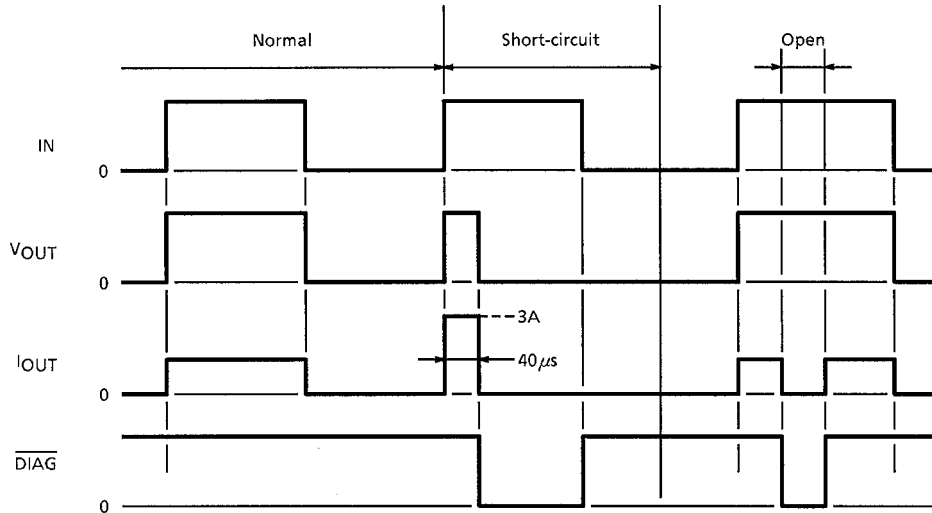 Normal
Short-circuit
Open
IN
0
VOUT
0
3A
IOUT
40μs
0
DIAG
0